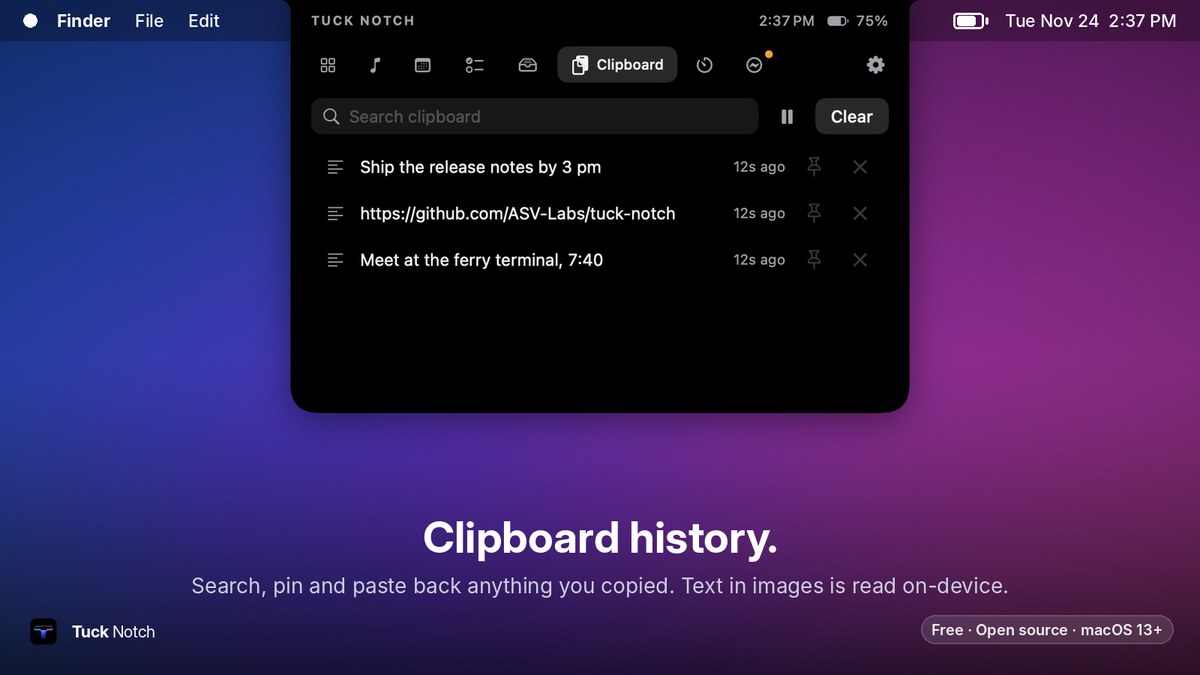 Finder File Edit
TUCK NOTCH
2:37 PM 75%
Tue Nov 24 2:37 PM
Clipboard
Search clipboard
Clear
Ship the release notes by 3 pm 12s ago
https://github.com/ASV-Labs/tuck-notch 12s ago
Meet at the ferry terminal, 7:40 12s ago
Clipboard history.
Search, pin and paste back anything you copied. Text in images is read on-device.
Tuck Notch
Free · Open source · macOS 13+